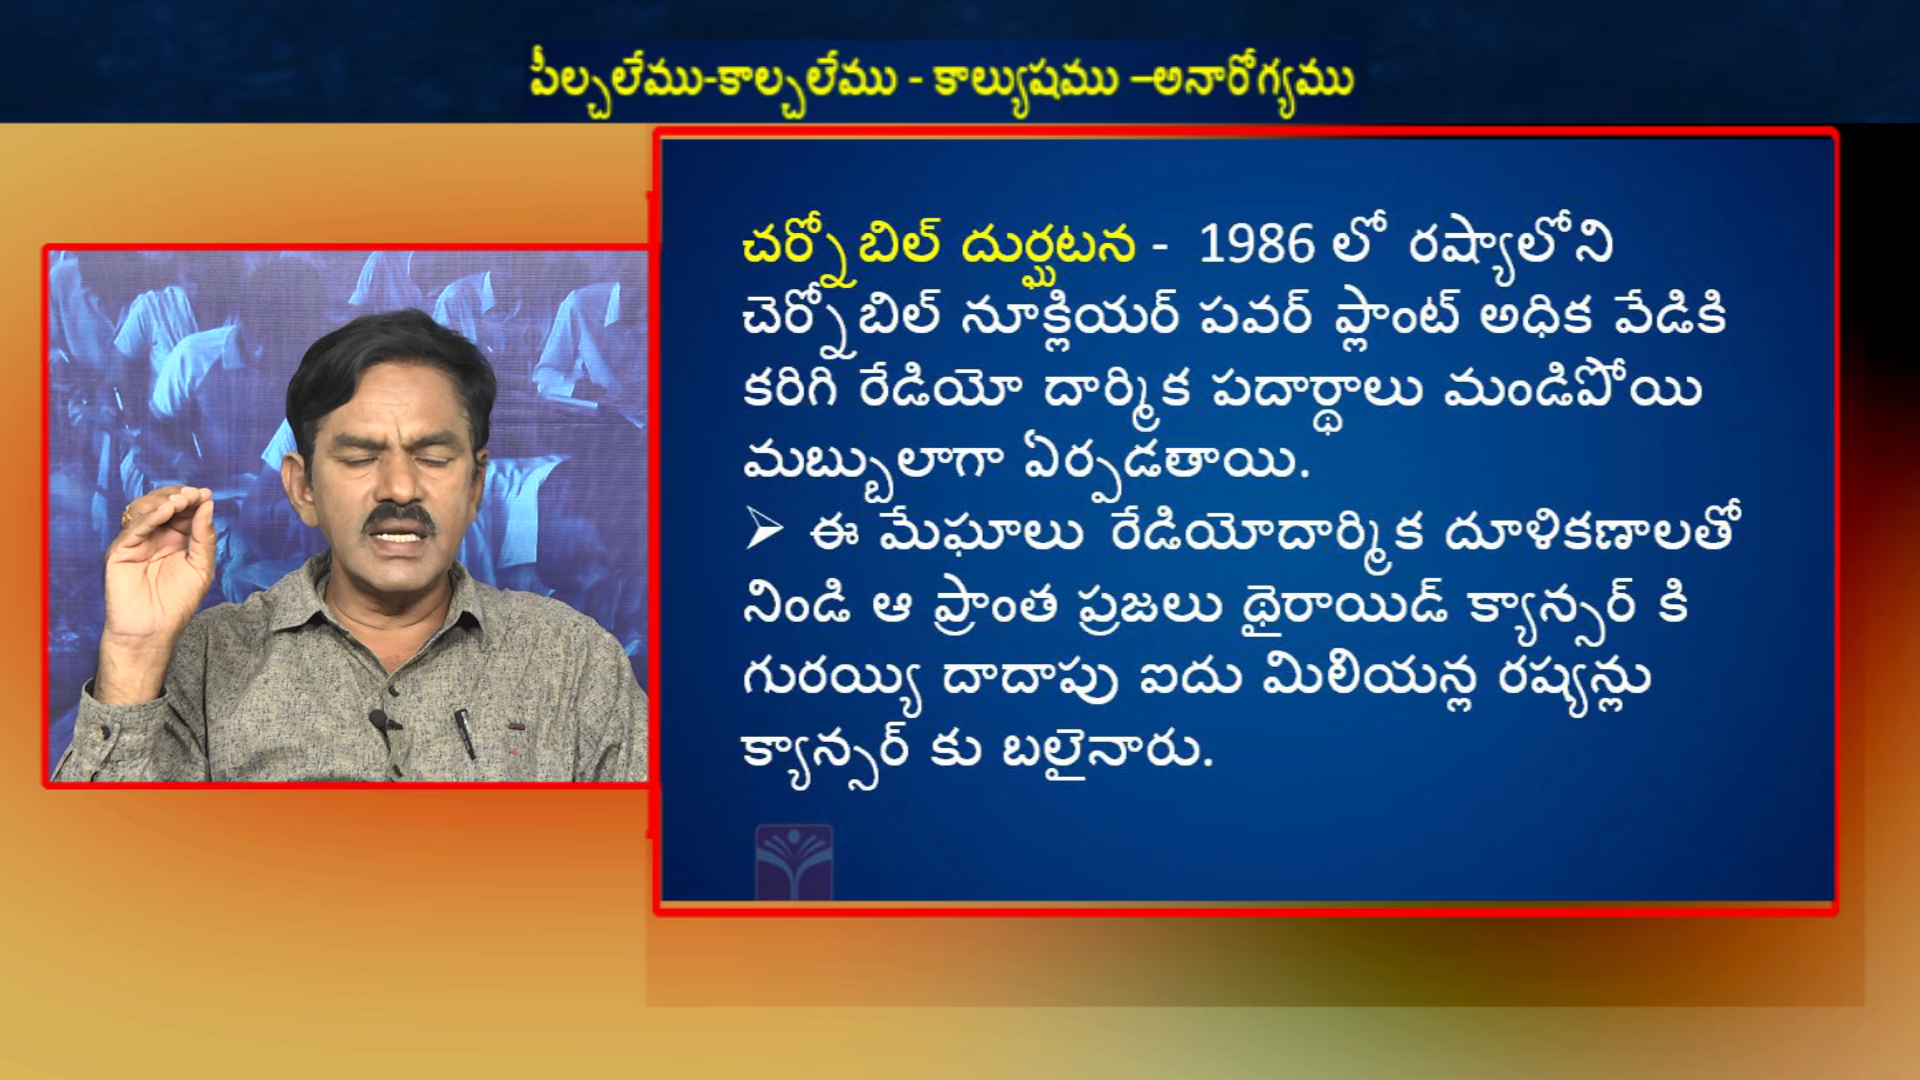 పీల్చలేము-కాల్చలేము - కాల్యుషము –అనారోగ్యము
చర్నోబిల్ దుర్ఘటన - 1986 లో రష్యాలోని
చెర్నోబిల్ నూక్లియర్ పవర్ ప్లాంట్ అధిక వేడికి
కరిగి రేడియో దార్మిక పదార్థాలు మండిపోయి
మబ్బులాగా ఏర్పడతాయి.
➢ ఈ మేఘాలు రేడియోదార్మిక దూళికణాలతో
నిండి ఆ ప్రాంత ప్రజలు థైరాయిడ్ క్యాన్సర్ కి
గురయ్యి దాదాపు ఐదు మిలియన్ల రష్యన్లు
క్యాన్సర్ కు బలైనారు.